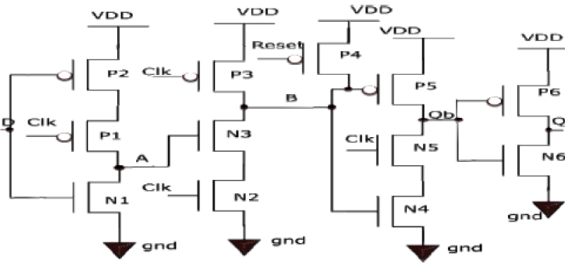 VDD
VDD
VDD
VDD
VDD
Reset
P4
P2
Clk
P3
P5
P6
D
Clk
P1
B
Qb
Q
A
N3
Clk
N5
N6
Clk
N1
N2
N4
gnd
gnd
gnd
gnd